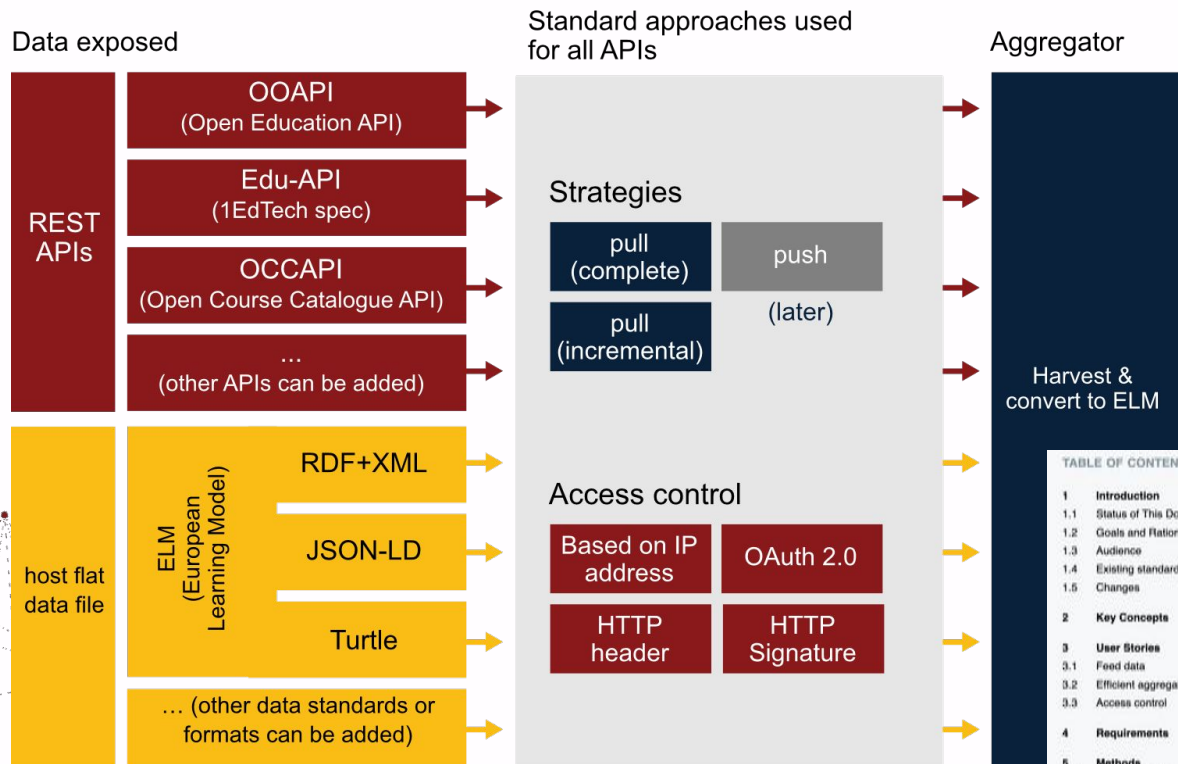 Data exposed
Standard approaches used
for all APIs
Aggregator
REST
APIs
OOAPI
(Open Education API)
Edu-API
(1EdTech spec)
OCCAPI
(Open Course Catalogue API)
...
(other APIs can be added)
host flat
data file
ELM
(European
Learning Model)
RDF+XML
JSON-LD
Turtle
... (other data standards or
formats can be added)
Strategies
pull
(complete)
push
pull
(incremental)
(later)
Access control
Based on IP
address
OAuth 2.0
HTTP
header
HTTP
Signature
Harvest &
convert to ELM
TABLE OF CONTEN
1 Introduction
1.1 Status of This Do
1.2 Goals and Ration
1.3 Audience
1.4 Existing standard
1.5 Changes
2 Key Concepts
3 User Stories
3.1 Feed data
3.2 Efficient aggrega
3.3 Access control
4 Requirements
5 Methods